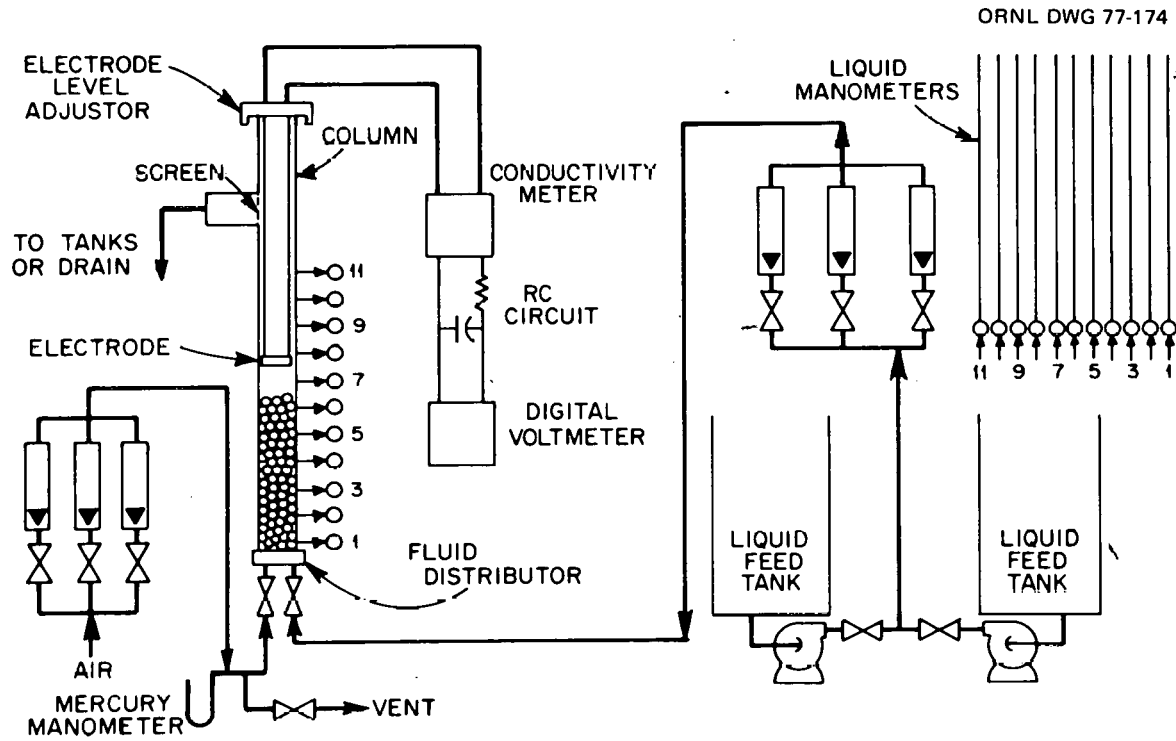 ORNL DWG 77-174
ELECTRODE
LEVEL
ADJUSTOR
COLUMN
SCREEN
CONDUCTIVITY
METER
TO TANKS
OR DRAIN
11
9
7
5
3
1
RC
CIRCUIT
ELECTRODE
DIGITAL
VOLTMETER
FLUID
DISTRIBUTOR
AIR
MERCURY
MANOMETER
VENT
LIQUID
MANOMETERS
11 9 7 5 3 1
LIQUID
FEED
TANK
LIQUID
FEED
TANK